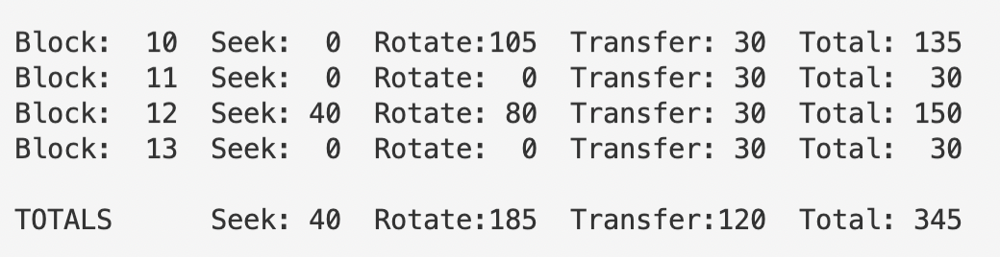 Block:  10  Seek:  0  Rotate:105  Transfer: 30  Total: 135
Block:  11  Seek:  0  Rotate:  0  Transfer: 30  Total:  30
Block:  12  Seek: 40  Rotate: 80  Transfer: 30  Total: 150
Block:  13  Seek:  0  Rotate:  0  Transfer: 30  Total:  30
TOTALS      Seek: 40  Rotate:185  Transfer:120  Total: 345